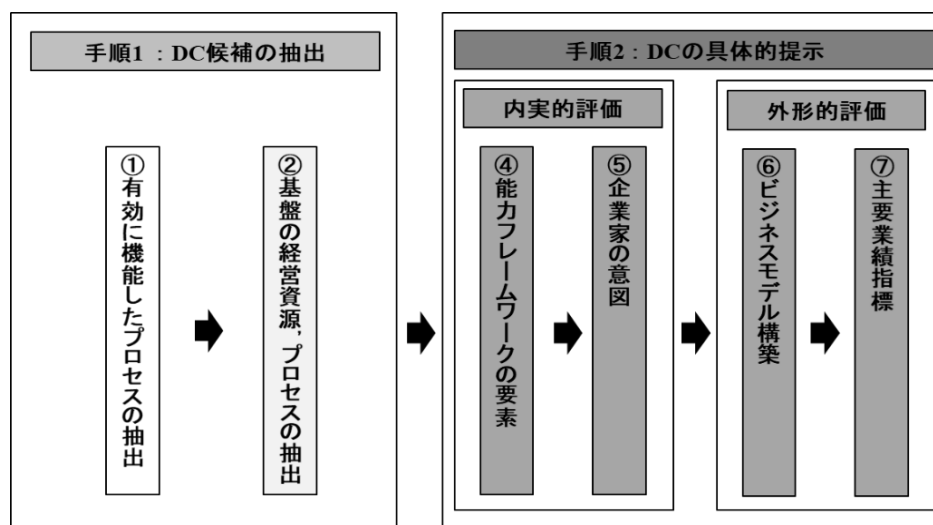 手順1：DC候補の抽出
①有効に機能したプロセスの抽出
②基盤の経営資源，プロセスの抽出
手順2：DCの具体的提示
内実的評価
④能力フレームワークの要素
⑤企業家の意図
外形的評価
⑥ビジネスモデル構築
⑦主要業績指標